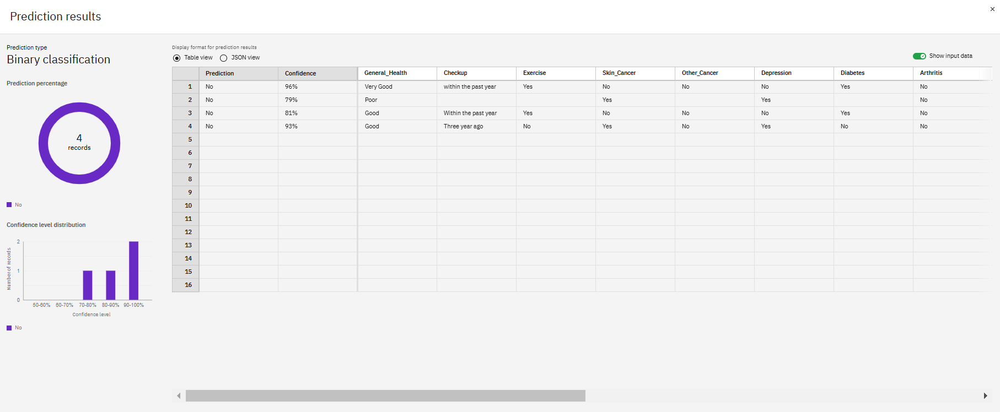 Prediction results
×
Prediction type
Binary classification
Prediction percentage
4
records
No
Confidence level distribution
Number of records
2
1
0
50-60% 60-70% 70-80% 80-90% 90-100%
Confidence level
No
Display format for prediction results
Table view JSON view
Show input data
Prediction Confidence General_Health Checkup Exercise Skin_Cancer Other_Cancer Depression Diabetes Arthritis
1 No 96% Very Good within the past year Yes No No No Yes No
2 No 79% Poor Yes Yes No
3 No 81% Good Within the past year Yes No No No Yes No
4 No 93% Good Three year ago No Yes No Yes No No
5
6
7
8
9
10
11
12
13
14
15
16